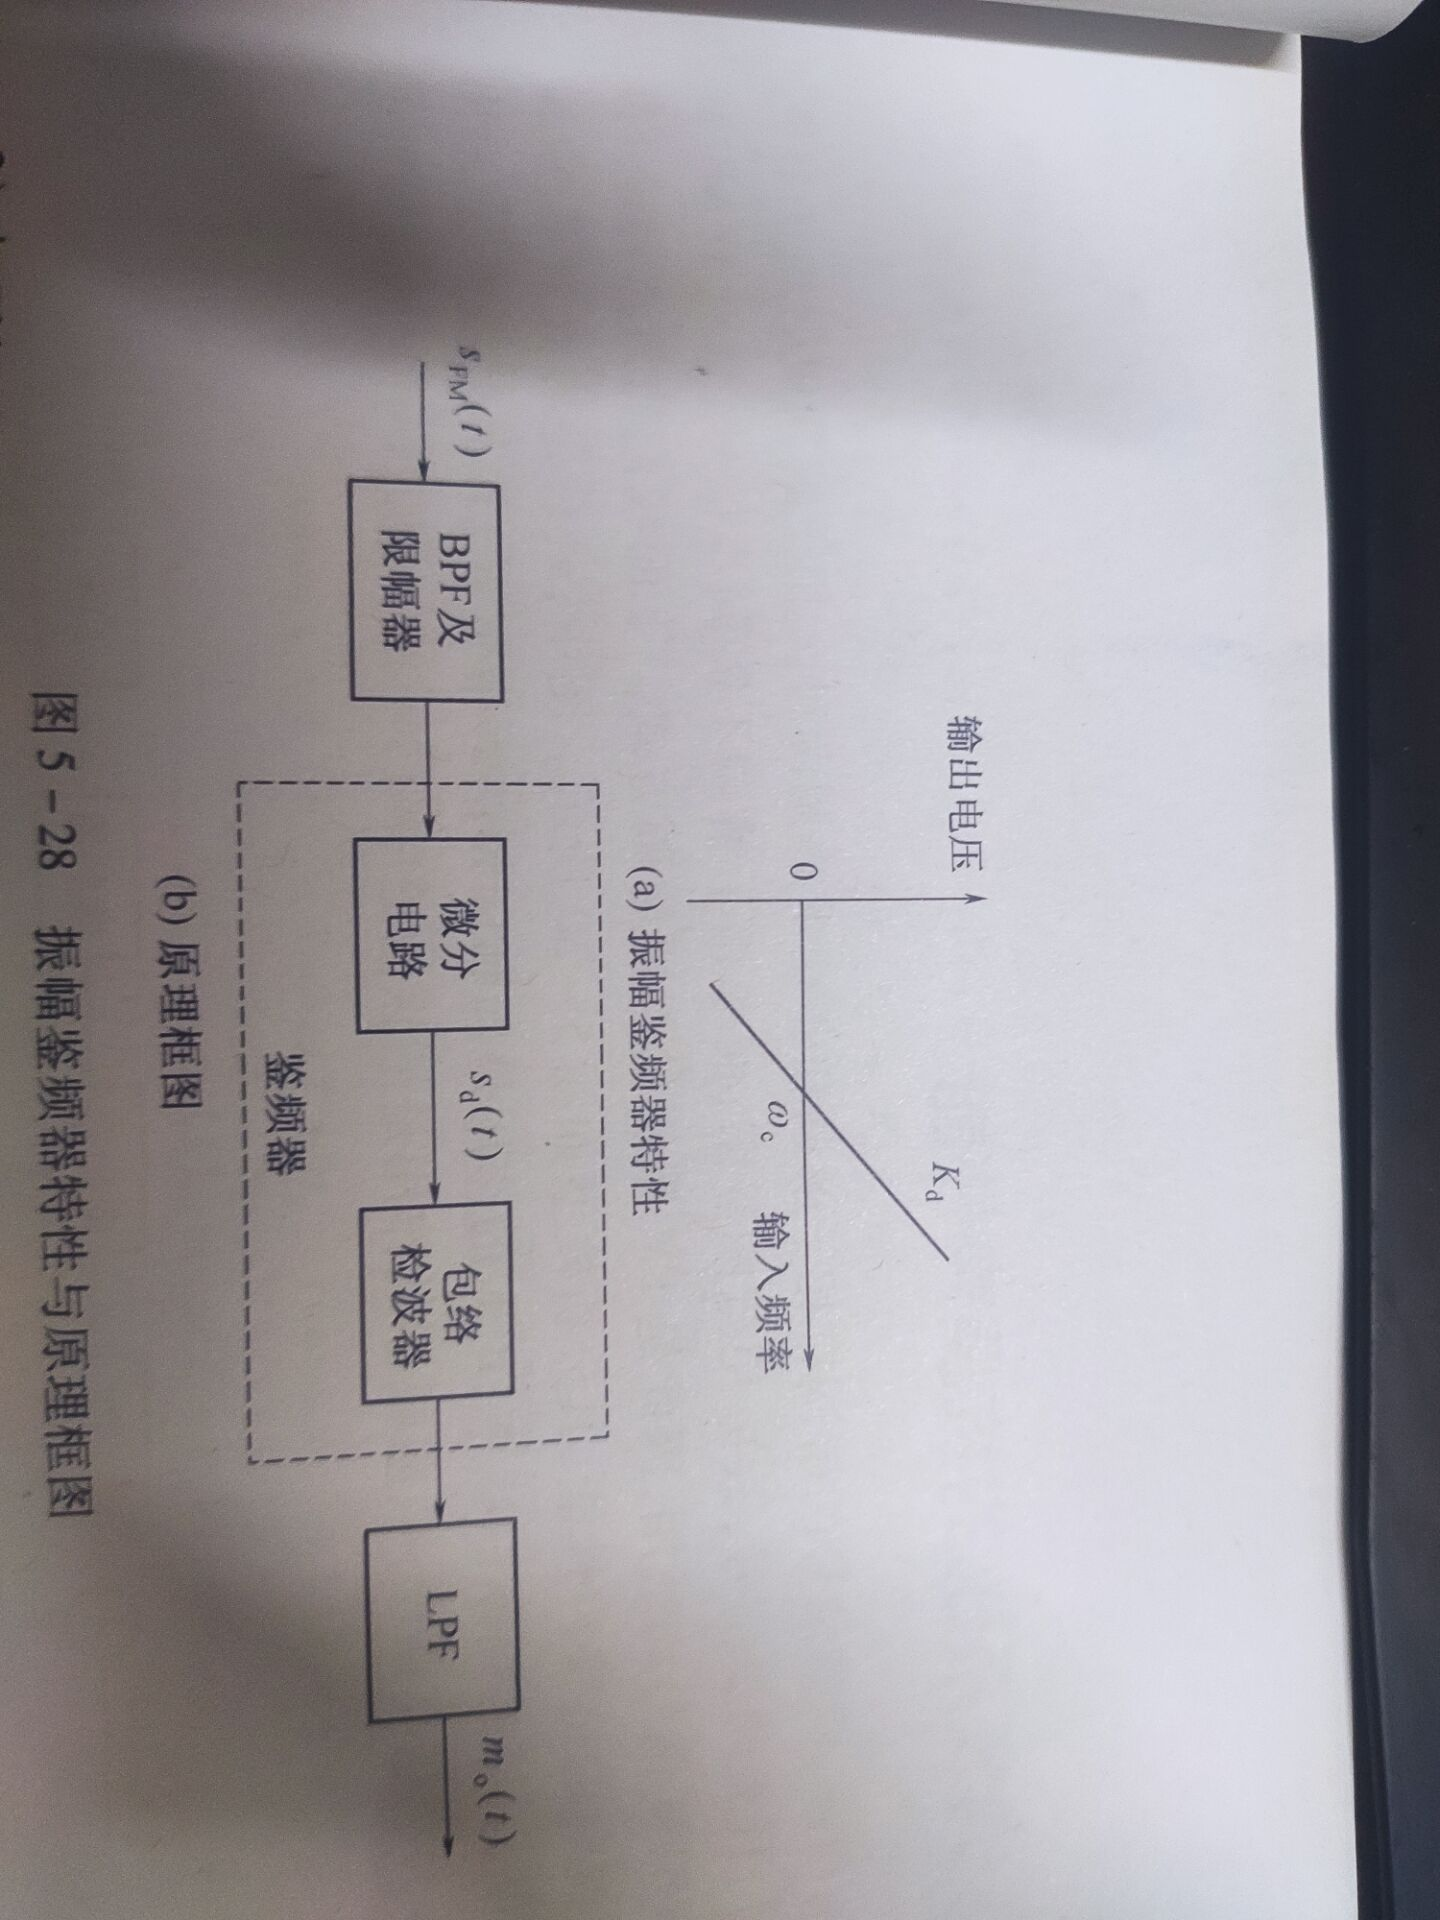 输出电压
K_d
0
ω_c
输入频率
(a) 振幅鉴频器特性
s_FM(t)
BPF及
限幅器
微分
电路
s_d(t)
包络
检波器
LPF
m_o(t)
鉴频器
(b) 原理框图
图 5-28 振幅鉴频器特性与原理框图